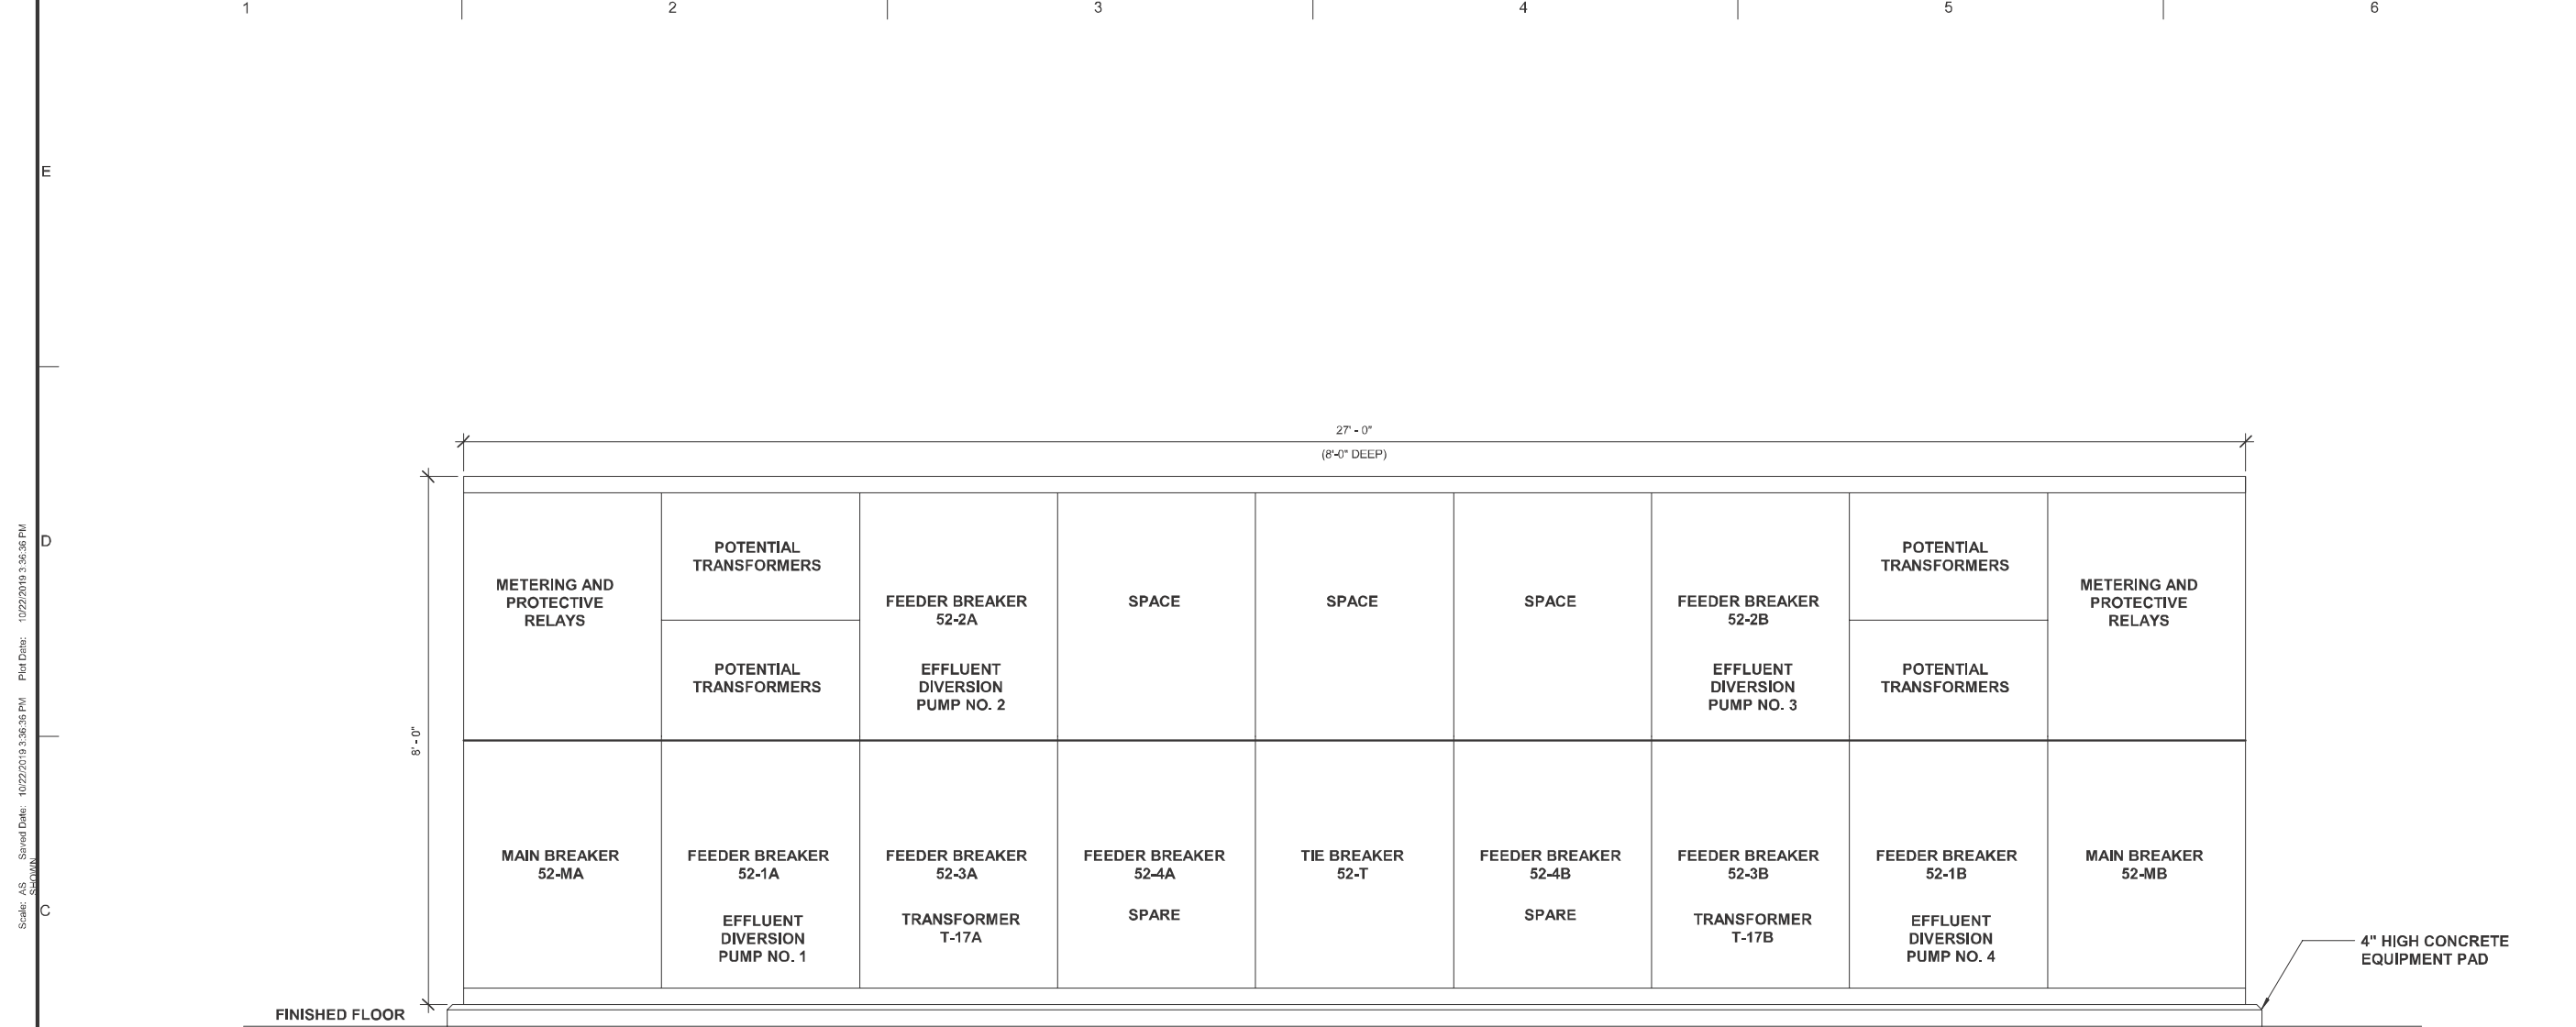 1 2 3 4 5 6
E
D
C
27' - 0"
(8'-0" DEEP)
8' - 0"
METERING AND
PROTECTIVE
RELAYS
POTENTIAL
TRANSFORMERS
POTENTIAL
TRANSFORMERS
FEEDER BREAKER
52-2A
EFFLUENT
DIVERSION
PUMP NO. 2
SPACE
SPACE
SPACE
FEEDER BREAKER
52-2B
EFFLUENT
DIVERSION
PUMP NO. 3
POTENTIAL
TRANSFORMERS
POTENTIAL
TRANSFORMERS
METERING AND
PROTECTIVE
RELAYS
MAIN BREAKER
52-MA
FEEDER BREAKER
52-1A
EFFLUENT
DIVERSION
PUMP NO. 1
FEEDER BREAKER
52-3A
TRANSFORMER
T-17A
FEEDER BREAKER
52-4A
SPARE
TIE BREAKER
52-T
FEEDER BREAKER
52-4B
SPARE
FEEDER BREAKER
52-3B
TRANSFORMER
T-17B
FEEDER BREAKER
52-1B
EFFLUENT
DIVERSION
PUMP NO. 4
MAIN BREAKER
52-MB
4" HIGH CONCRETE
EQUIPMENT PAD
FINISHED FLOOR
Scale: AS Saved Date: 10/22/2019 3:36:36 PM Plot Date: 10/22/2019 3:36:36 PM
SHOWN